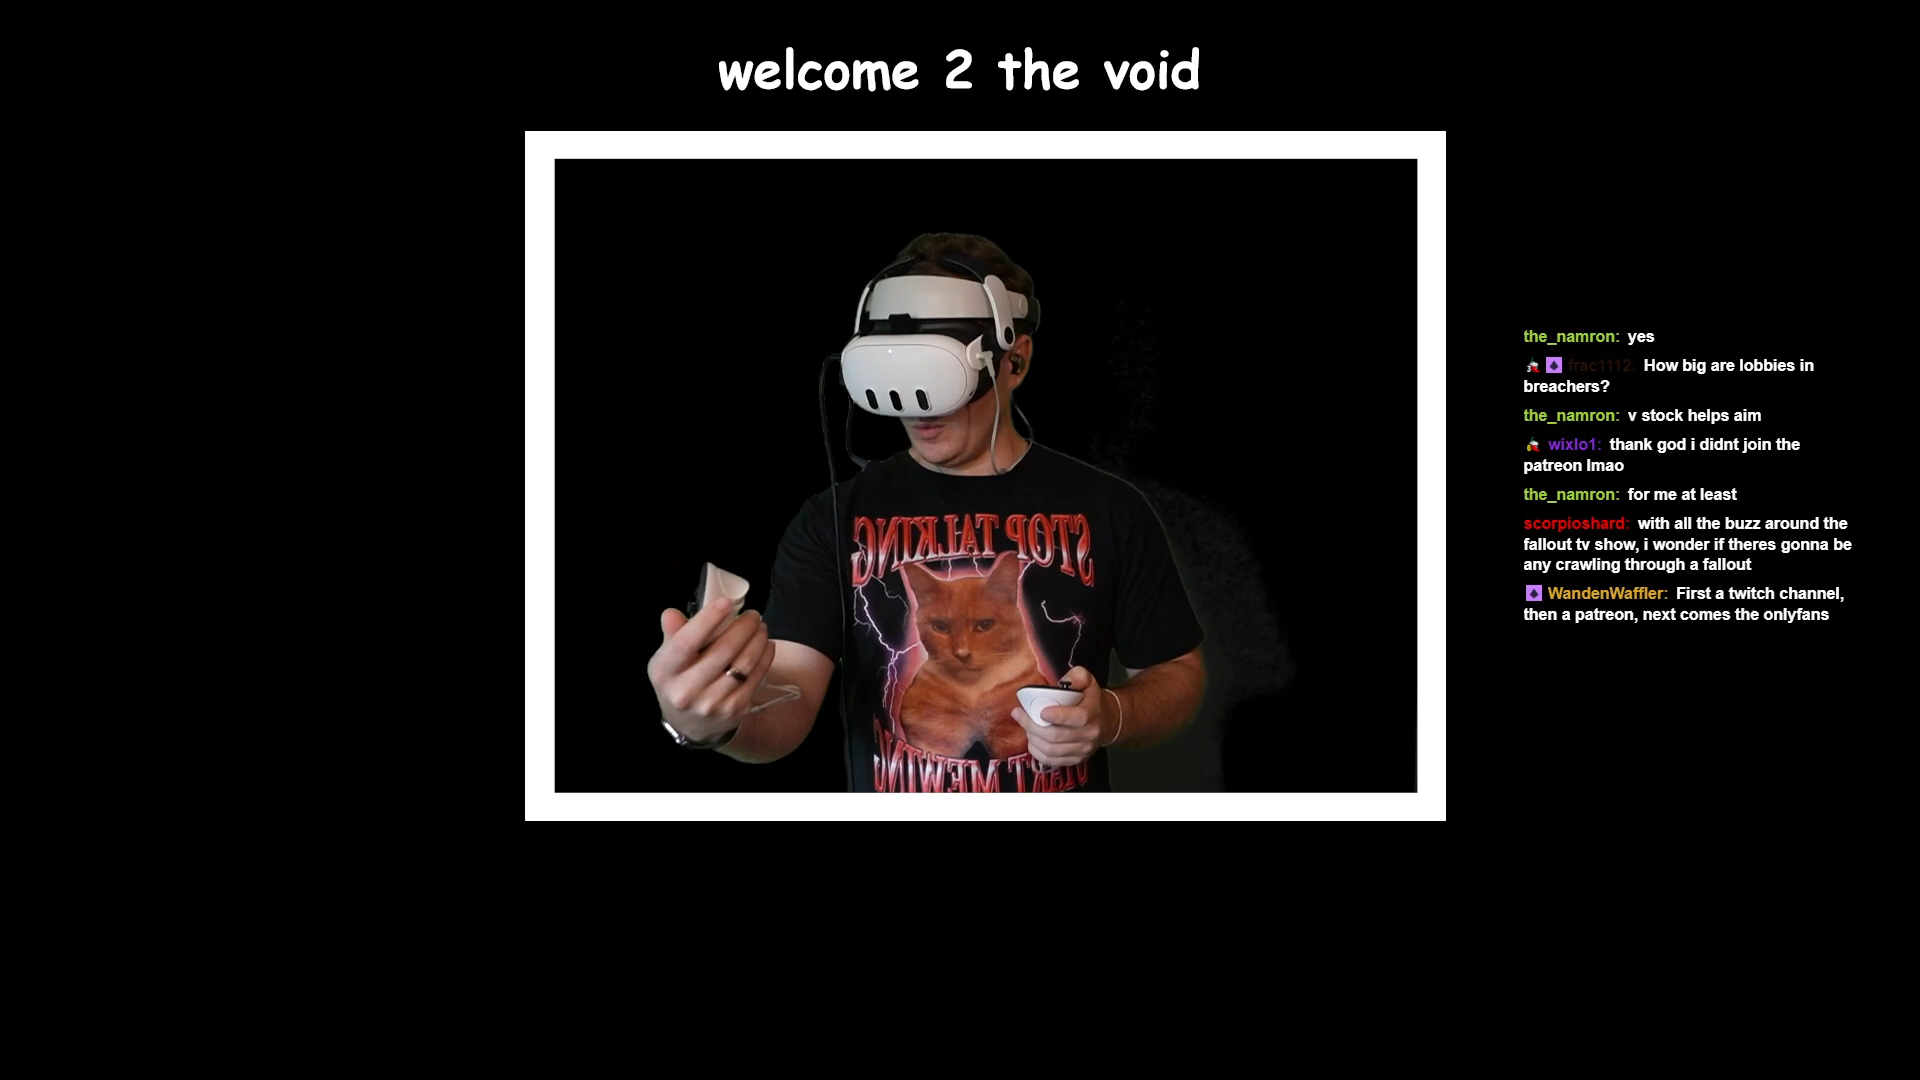 welcome 2 the void
the_namron: yes
frac1112: How big are lobbies in
breachers?
the_namron: v stock helps aim
wixlo1: thank god i didnt join the
patreon lmao
the_namron: for me at least
scorpioshard: with all the buzz around the
fallout tv show, i wonder if theres gonna be
any crawling through a fallout
WandenWaffler: First a twitch channel,
then a patreon, next comes the onlyfans
STOP TALKING
START MEWING